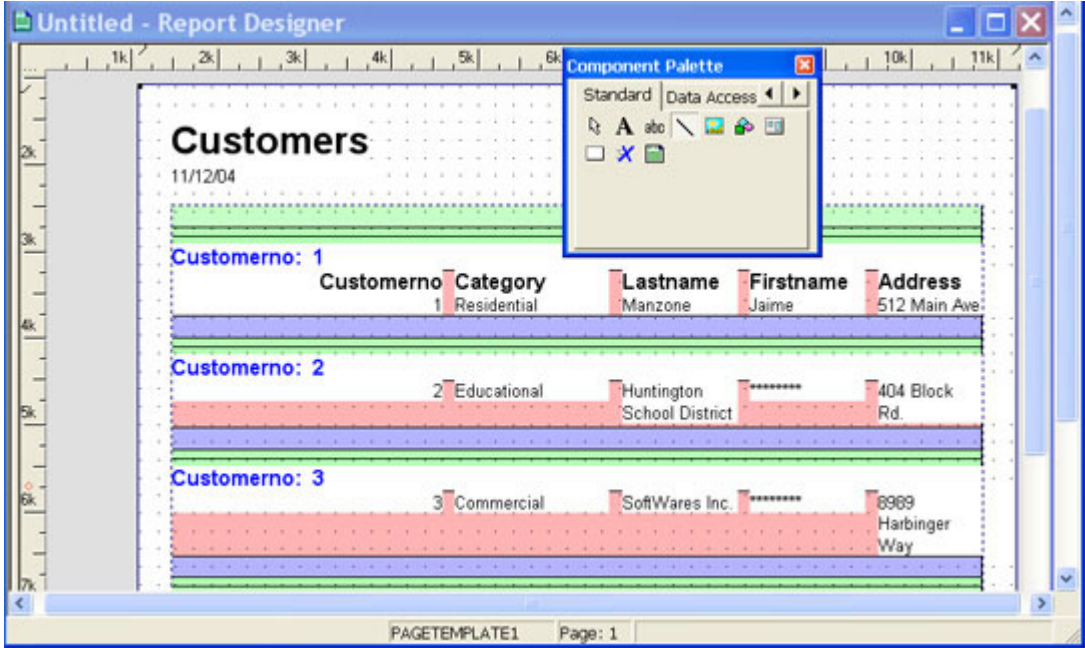 Untitled - Report Designer
1k 2k 3k 4k 5k 6k 10k 11k
Component Palette
Standard Data Access
A abc
Customers
11/12/04
2k
3k
Customerno: 1
Customerno Category Lastname Firstname Address
1 Residential Manzone Jaime 512 Main Ave
4k
Customerno: 2
2 Educational Huntington ******** 404 Block
School District Rd.
5k
Customerno: 3
6k
3 Commercial SoftWares Inc. ******** 8989
Harbinger
Way
7k
PAGETEMPLATE1 Page: 1